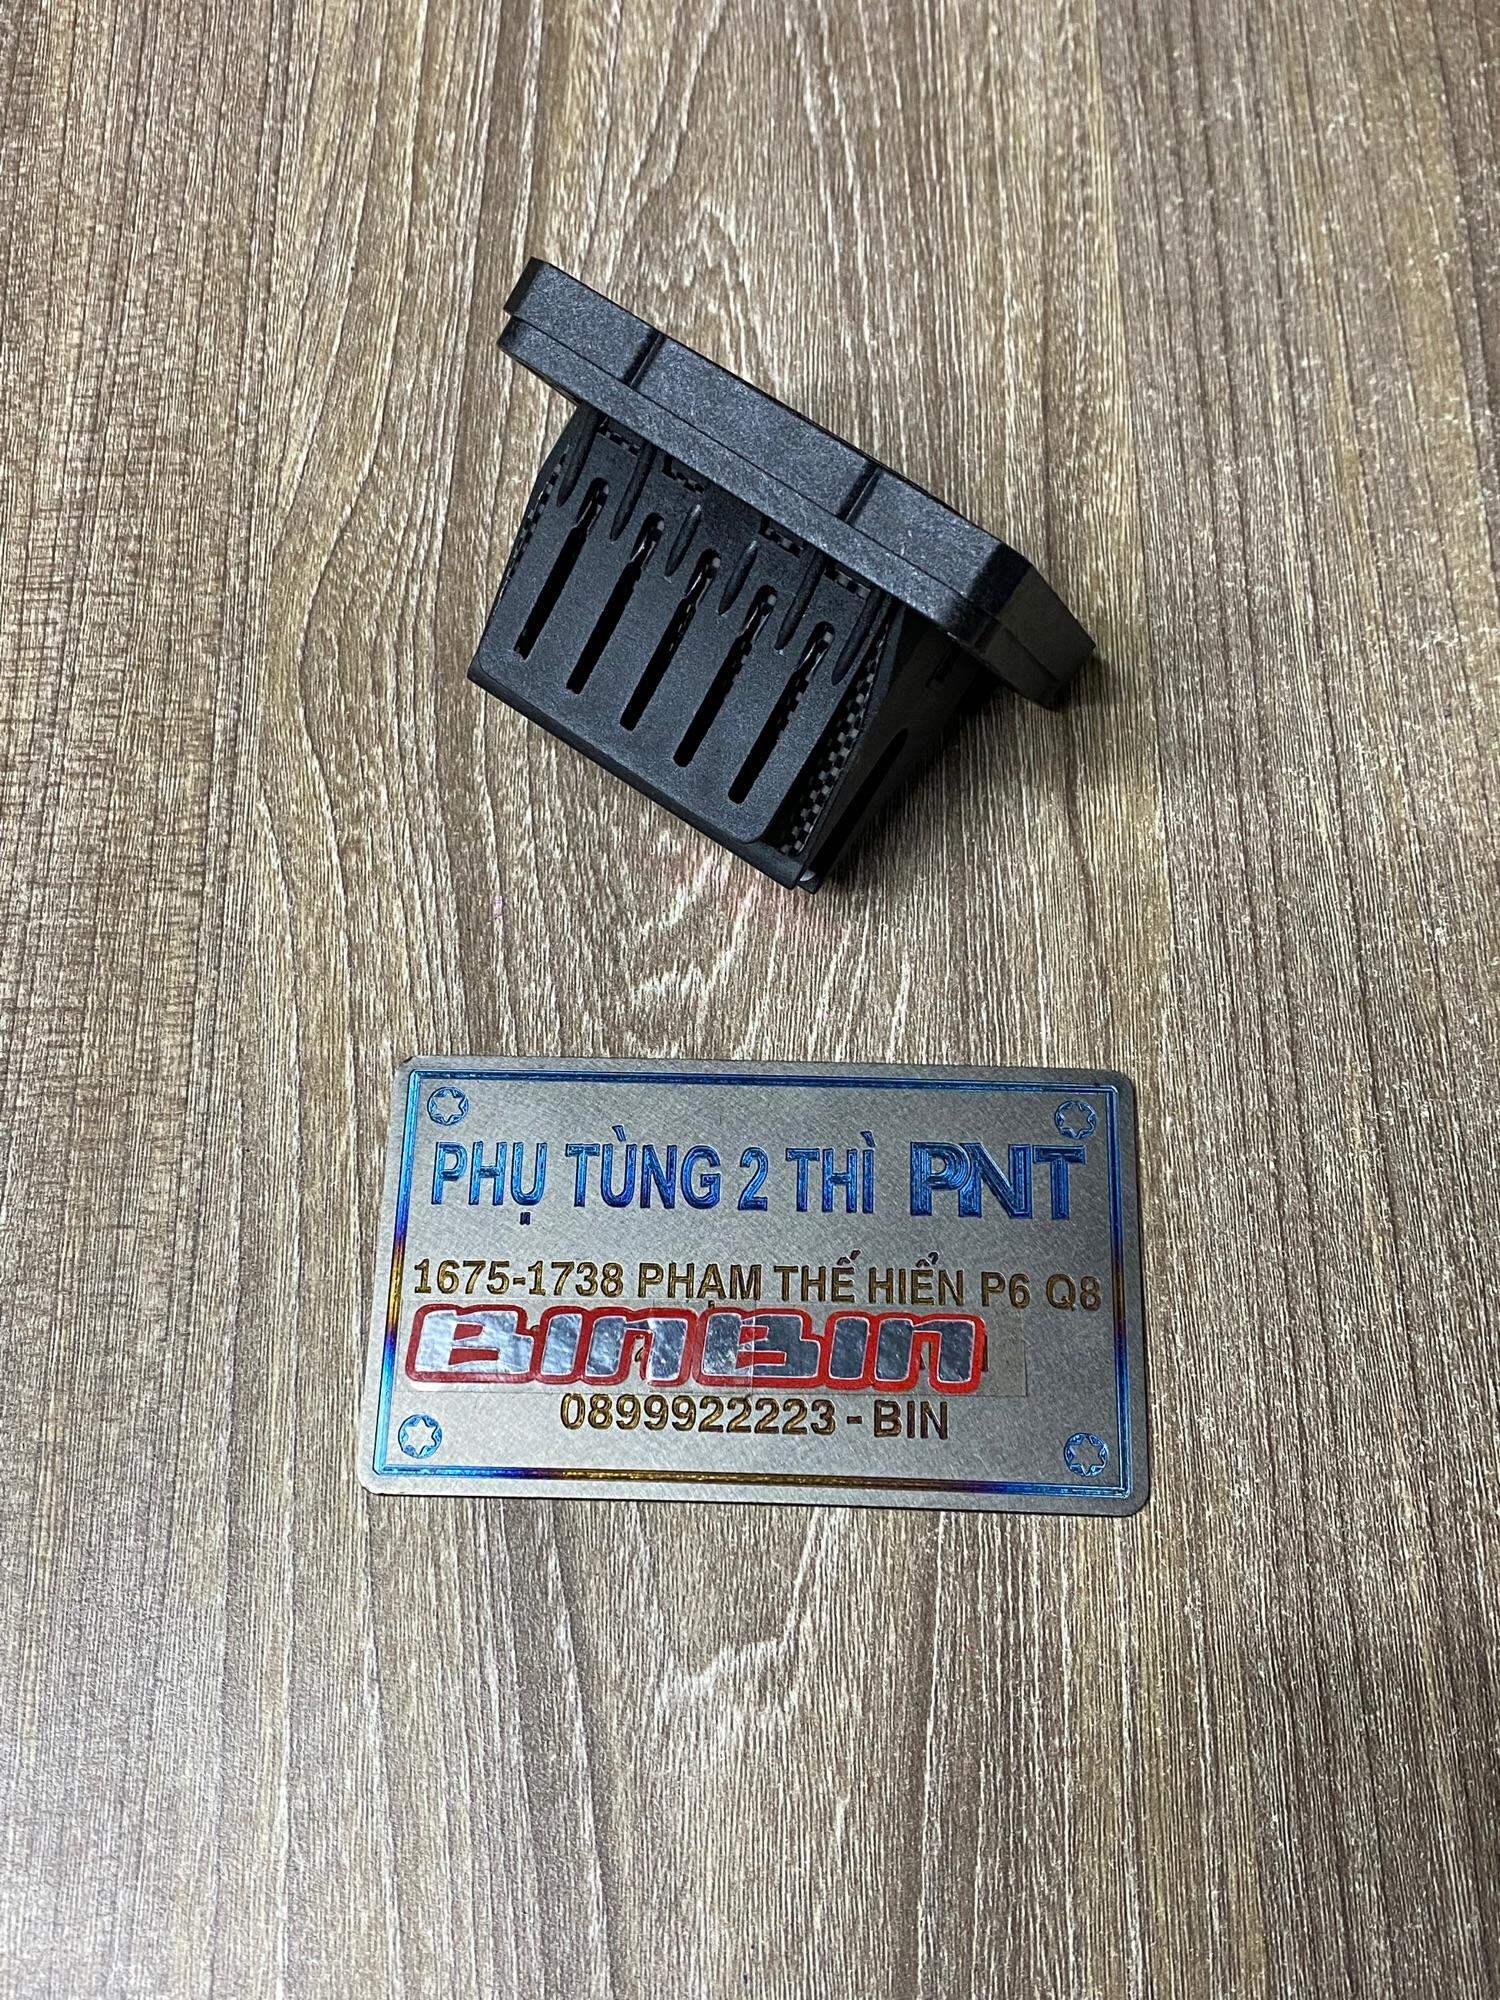 PHỤ TÙNG 2 THÌ PNT
1675-1738 PHẠM THẾ HIỂN P6 Q8
BINBIN
0899922223 - BIN